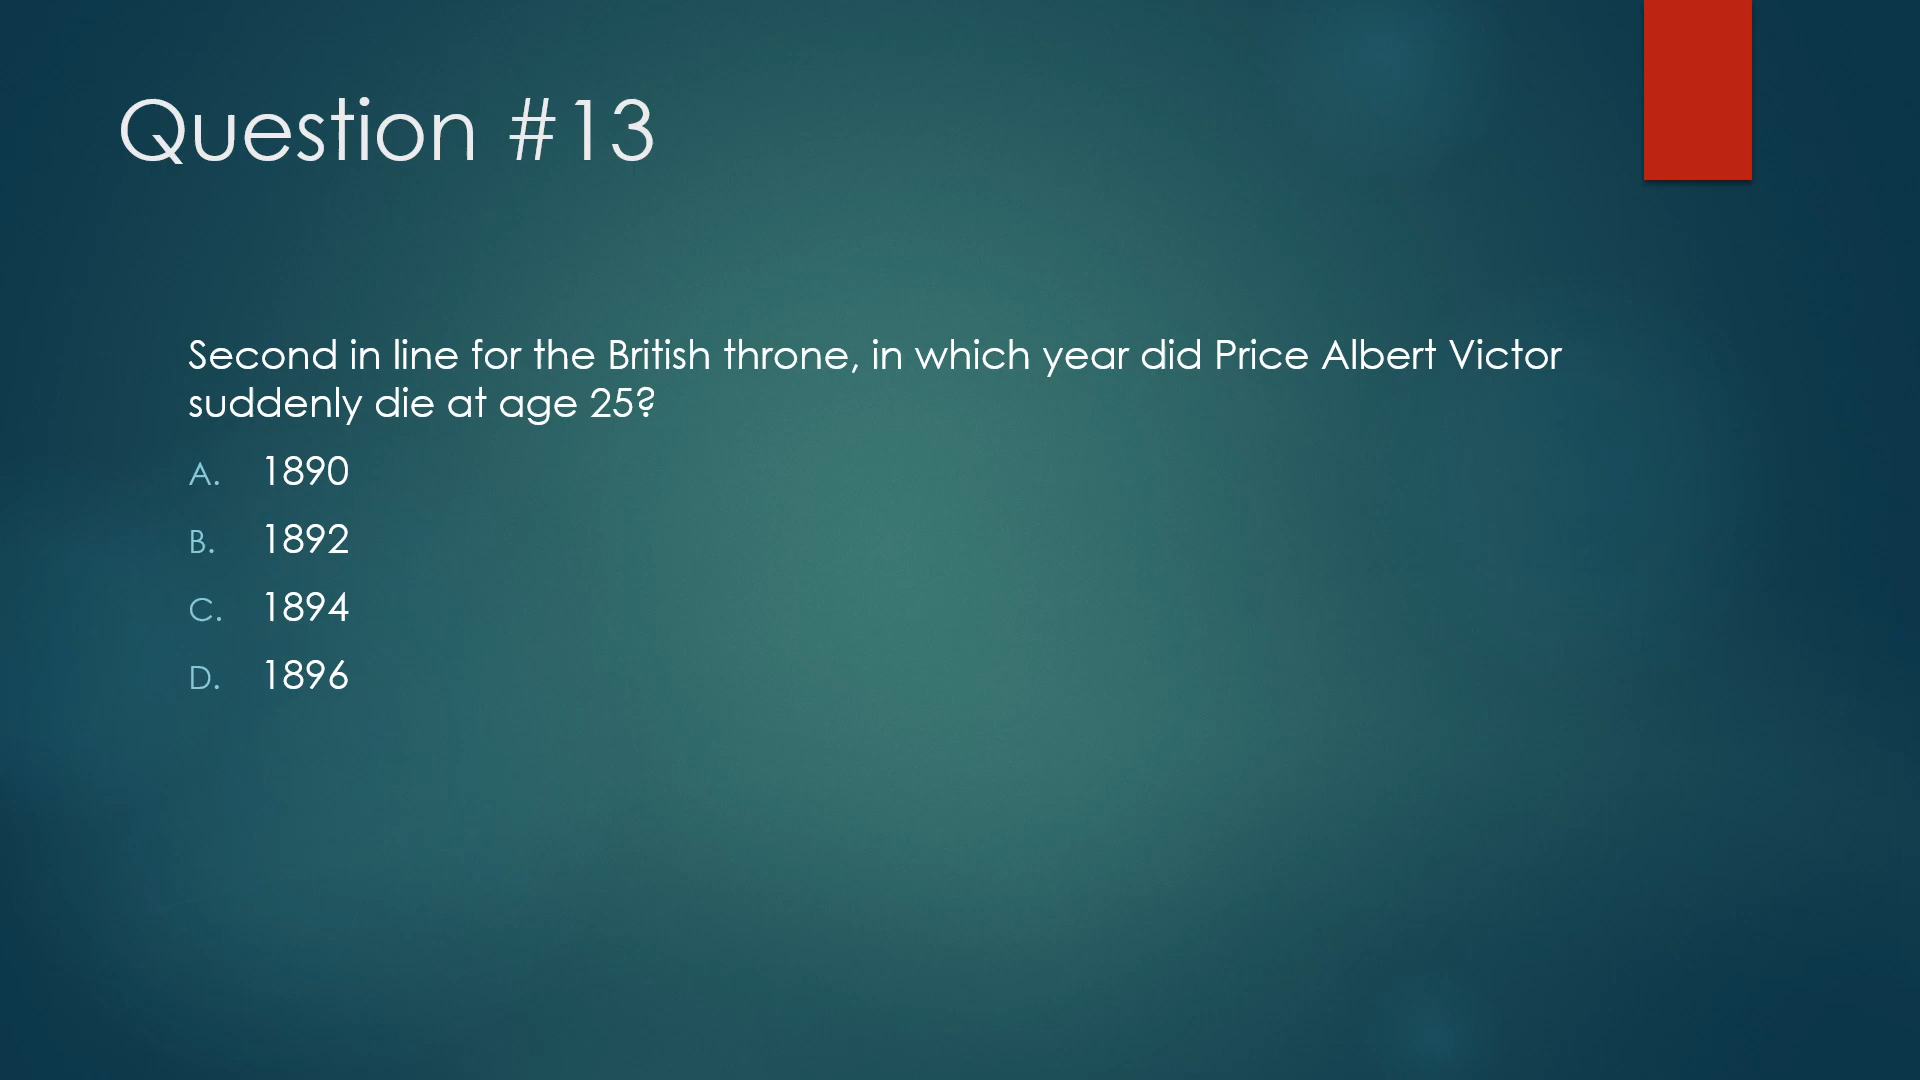 Question #13
Second in line for the British throne, in which year did Price Albert Victor
suddenly die at age 25?
A. 1890
B. 1892
C. 1894
D. 1896